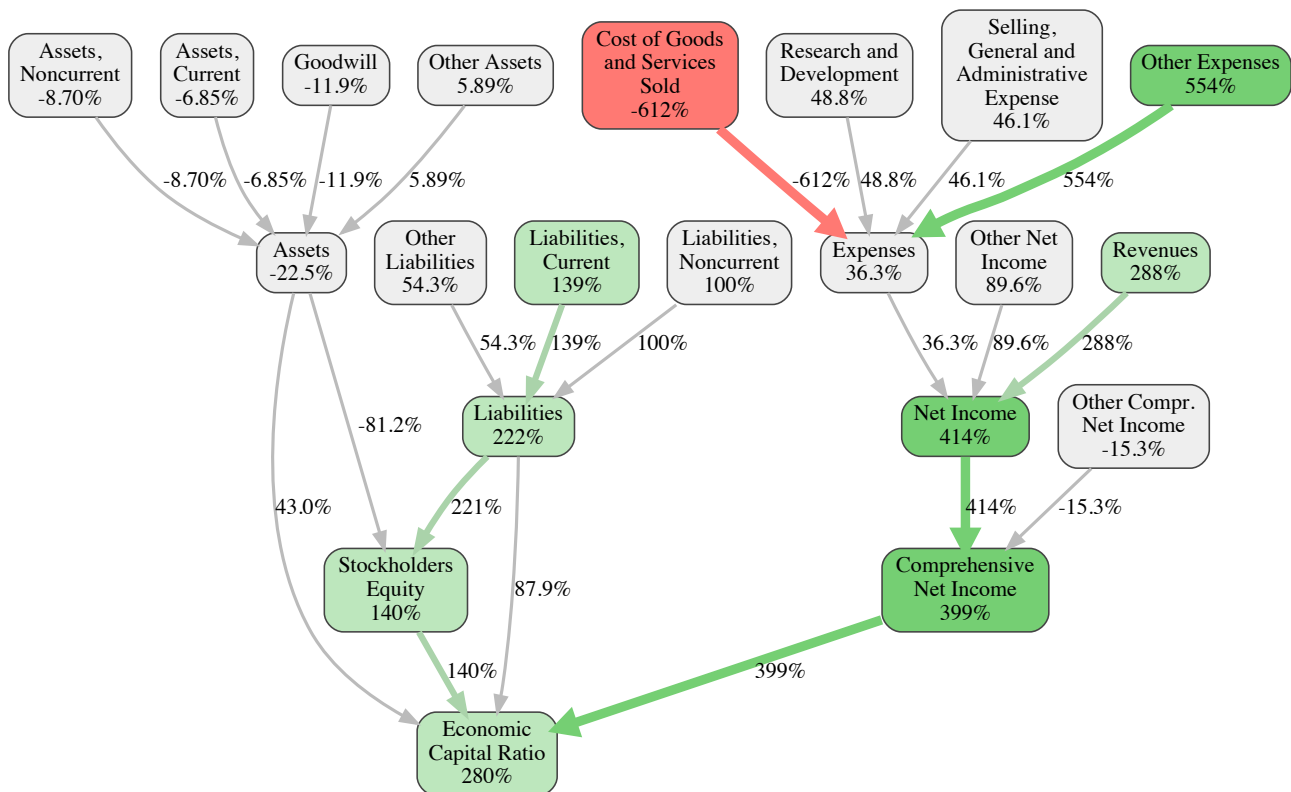 Assets,
Noncurrent
-8.70%
Assets,
Current
-6.85%
Goodwill
-11.9%
Other Assets
5.89%
Cost of Goods
and Services
Sold
-612%
Research and
Development
48.8%
Selling,
General and
Administrative
Expense
46.1%
Other Expenses
554%
-8.70%
-6.85%
-11.9%
5.89%
-612%
48.8%
46.1%
554%
Assets
-22.5%
Other
Liabilities
54.3%
Liabilities,
Current
139%
Liabilities,
Noncurrent
100%
Expenses
36.3%
Other Net
Income
89.6%
Revenues
288%
54.3%
139%
100%
36.3%
89.6%
288%
-81.2%
Liabilities
222%
Net Income
414%
Other Compr.
Net Income
-15.3%
43.0%
221%
87.9%
414%
-15.3%
Stockholders
Equity
140%
Comprehensive
Net Income
399%
140%
399%
Economic
Capital Ratio
280%